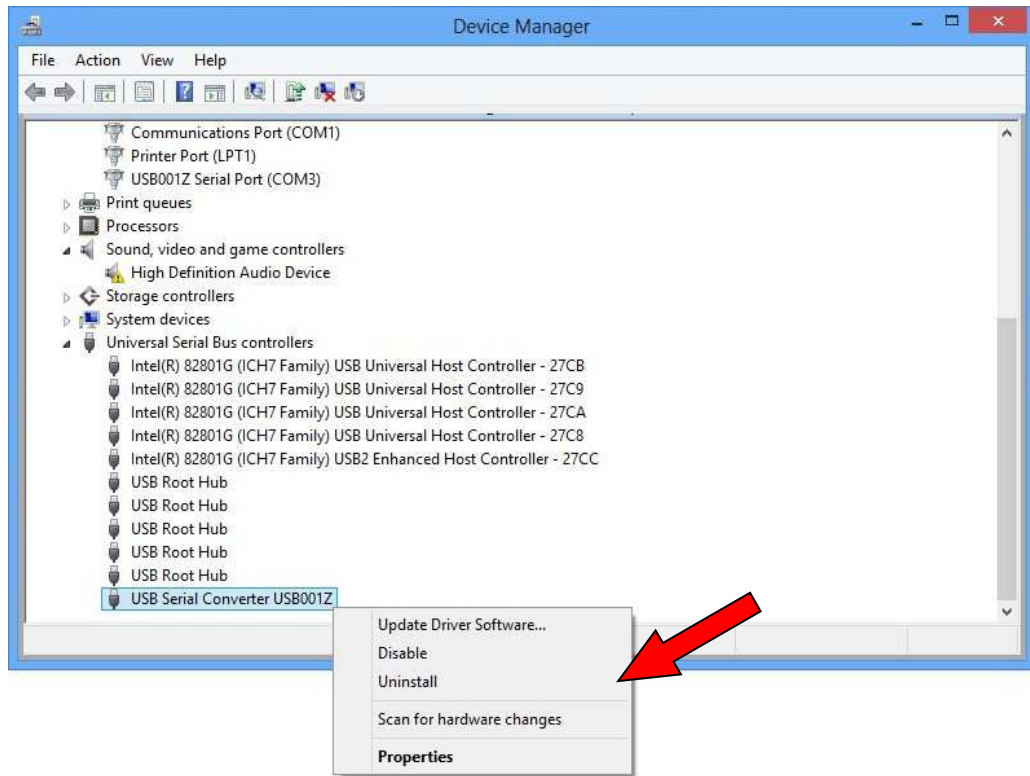 Device Manager
File Action View Help
Communications Port (COM1)
Printer Port (LPT1)
USB001Z Serial Port (COM3)
Print queues
Processors
Sound, video and game controllers
High Definition Audio Device
Storage controllers
System devices
Universal Serial Bus controllers
Intel(R) 82801G (ICH7 Family) USB Universal Host Controller - 27CB
Intel(R) 82801G (ICH7 Family) USB Universal Host Controller - 27C9
Intel(R) 82801G (ICH7 Family) USB Universal Host Controller - 27CA
Intel(R) 82801G (ICH7 Family) USB Universal Host Controller - 27C8
Intel(R) 82801G (ICH7 Family) USB2 Enhanced Host Controller - 27CC
USB Root Hub
USB Root Hub
USB Root Hub
USB Root Hub
USB Root Hub
USB Serial Converter USB001Z
Update Driver Software...
Disable
Uninstall
Scan for hardware changes
Properties